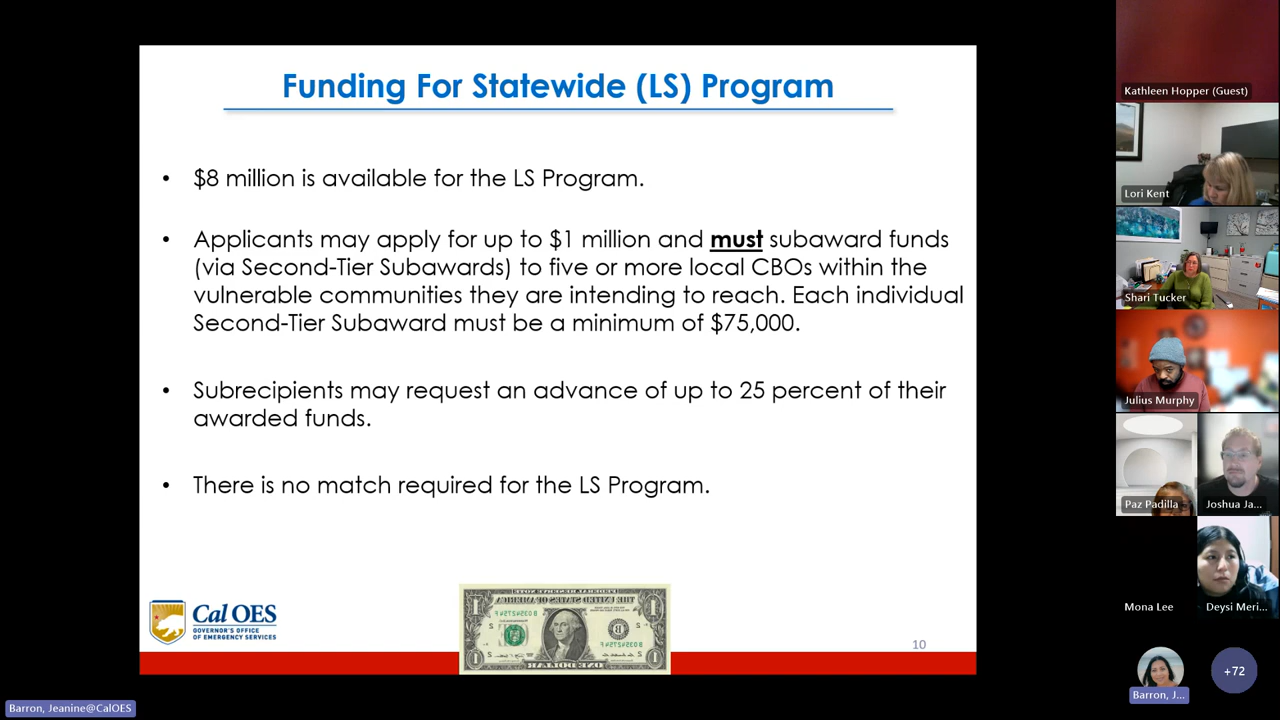 Funding For Statewide (LS) Program
• $8 million is available for the LS Program.
• Applicants may apply for up to $1 million and must subaward funds
(via Second-Tier Subawards) to five or more local CBOs within the
vulnerable communities they are intending to reach. Each individual
Second-Tier Subaward must be a minimum of $75,000.
• Subrecipients may request an advance of up to 25 percent of their
awarded funds.
• There is no match required for the LS Program.
Cal OES
GOVERNOR'S OFFICE
OF EMERGENCY SERVICES
10
Kathleen Hopper (Guest)
Lori Kent
Shari Tucker
Julius Murphy
Paz Padilla
Joshua Ja...
Mona Lee
Deysi Meri...
Barron, J...
+72
Barron, Jeanine@CalOES